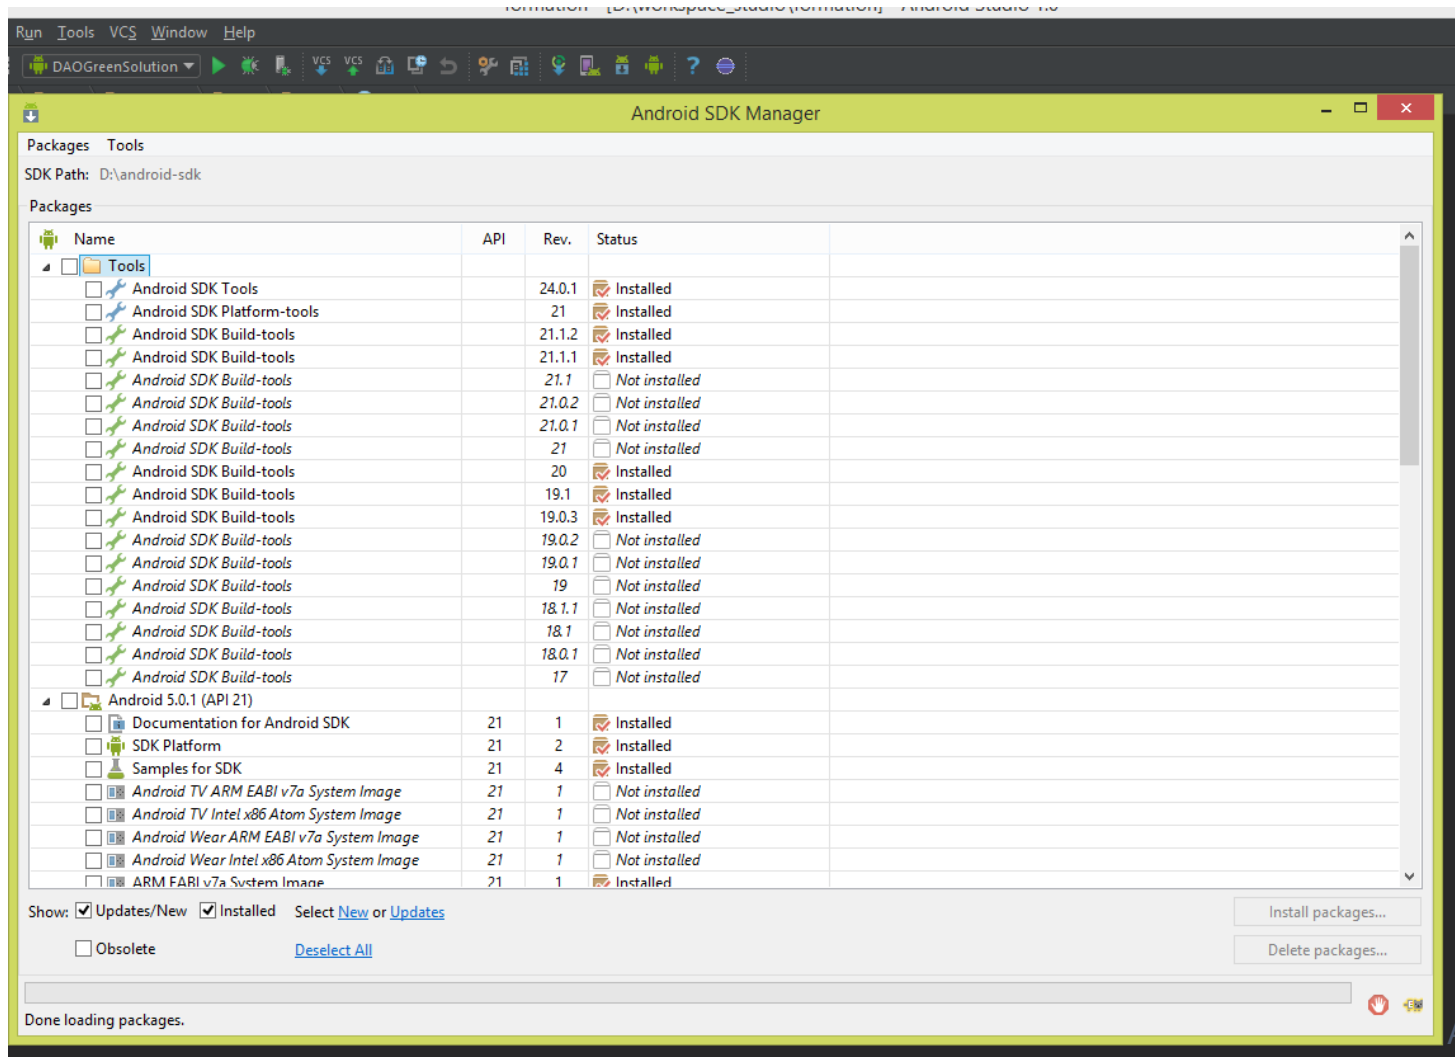 formation - [D:\workspace_studio\formation] - Android Studio 1.0
Run Tools VCS Window Help
DAOGreenSolution VCS VCS ?
Android SDK Manager
Packages Tools
SDK Path: D:\android-sdk
Packages
Name API Rev. Status
Tools
Android SDK Tools 24.0.1 Installed
Android SDK Platform-tools 21 Installed
Android SDK Build-tools 21.1.2 Installed
Android SDK Build-tools 21.1.1 Installed
Android SDK Build-tools 21.1 Not installed
Android SDK Build-tools 21.0.2 Not installed
Android SDK Build-tools 21.0.1 Not installed
Android SDK Build-tools 21 Not installed
Android SDK Build-tools 20 Installed
Android SDK Build-tools 19.1 Installed
Android SDK Build-tools 19.0.3 Installed
Android SDK Build-tools 19.0.2 Not installed
Android SDK Build-tools 19.0.1 Not installed
Android SDK Build-tools 19 Not installed
Android SDK Build-tools 18.1.1 Not installed
Android SDK Build-tools 18.1 Not installed
Android SDK Build-tools 18.0.1 Not installed
Android SDK Build-tools 17 Not installed
Android 5.0.1 (API 21)
Documentation for Android SDK 21 1 Installed
SDK Platform 21 2 Installed
Samples for SDK 21 4 Installed
Android TV ARM EABI v7a System Image 21 1 Not installed
Android TV Intel x86 Atom System Image 21 1 Not installed
Android Wear ARM EABI v7a System Image 21 1 Not installed
Android Wear Intel x86 Atom System Image 21 1 Not installed
ARM EABI v7a System Image 21 1 Installed
Show: Updates/New Installed Select New or Updates Install packages...
Obsolete Deselect All Delete packages...
Done loading packages.